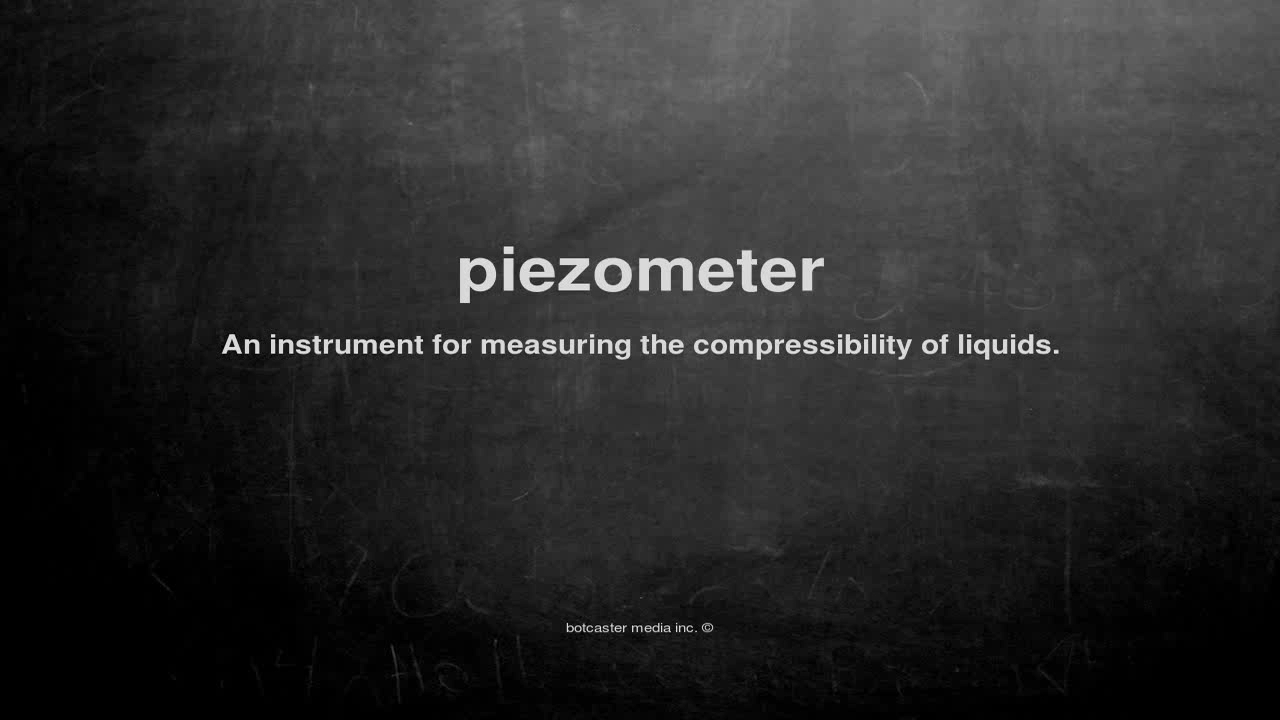 piezometer
An instrument for measuring the compressibility of liquids.
botcaster media inc. ©